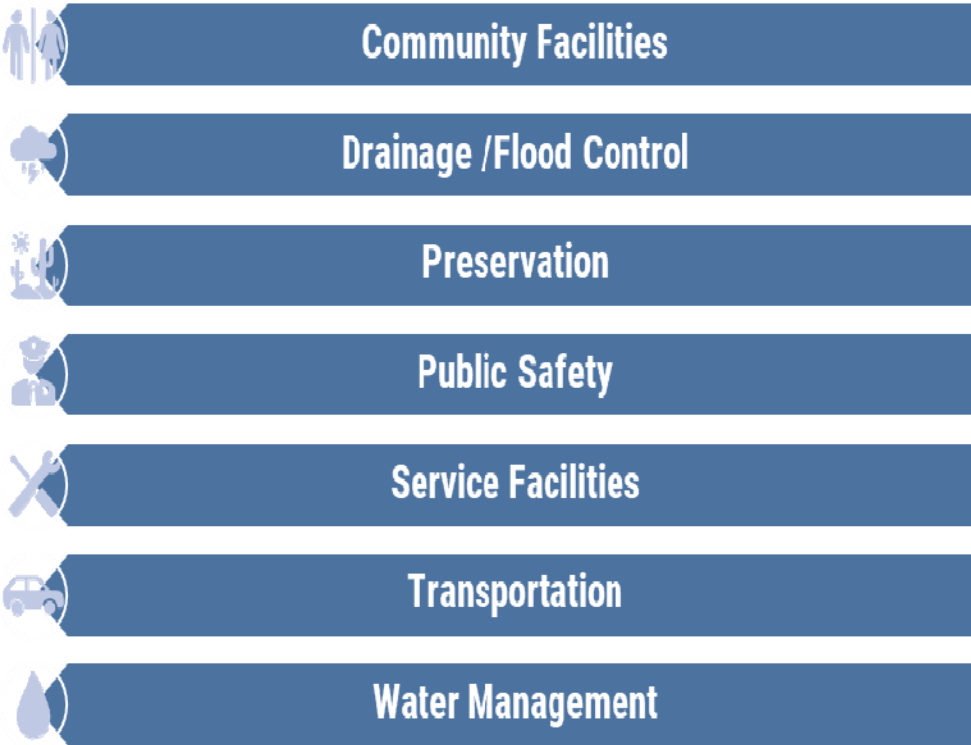 Community Facilities
Drainage /Flood Control
Preservation
Public Safety
Service Facilities
Transportation
Water Management